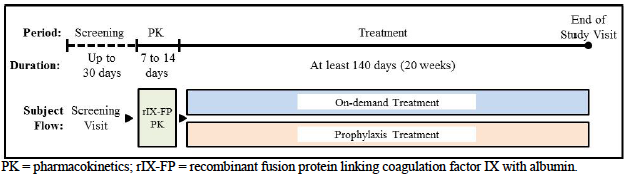 Period: Screening PK Treatment End of
Study Visit
Duration: Up to
30 days 7 to 14
days At least 140 days (20 weeks)
Subject
Flow: Screening
Visit rIX-FP
PK On-demand Treatment
Prophylaxis Treatment
PK = pharmacokinetics; rIX-FP = recombinant fusion protein linking coagulation factor IX with albumin.